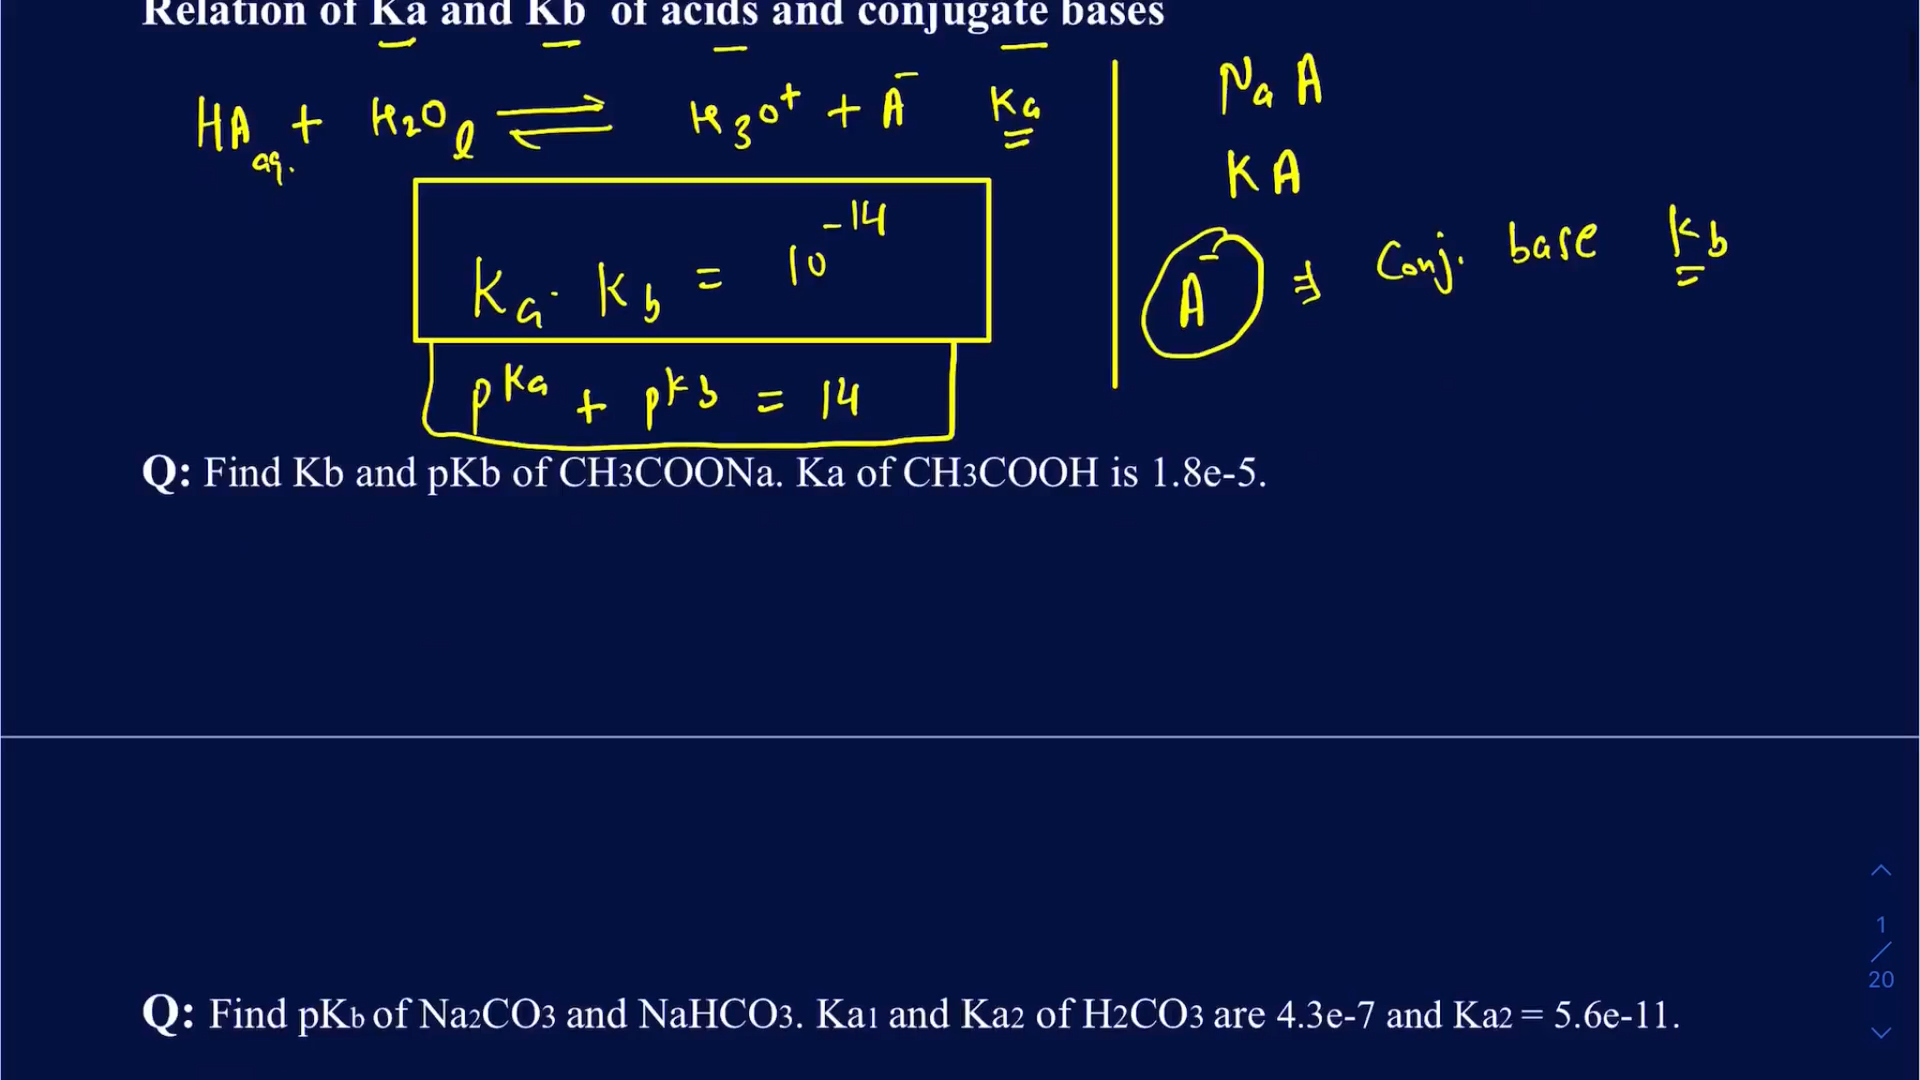 Relation of Ka and Kb of acids and conjugate bases
HA aq. + H2O l ⇌ H3O+ + A- Ka
Na A
KA
A- ⇒ Conj. base Kb
Ka · Kb = 10-14
pKa + pKb = 14
Q: Find Kb and pKb of CH3COONa. Ka of CH3COOH is 1.8e-5.
1
/
20
Q: Find pKb of Na2CO3 and NaHCO3. Ka1 and Ka2 of H2CO3 are 4.3e-7 and Ka2 = 5.6e-11.